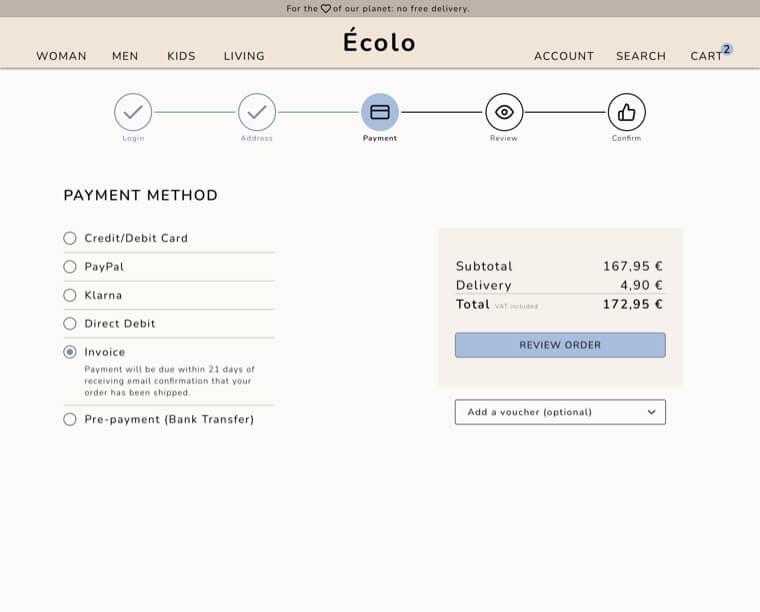 For the of our planet: no free delivery.
Écolo
WOMAN MEN KIDS LIVING ACCOUNT SEARCH CART 2
Login Address Payment Review Confirm
PAYMENT METHOD
Credit/Debit Card
PayPal
Klarna
Direct Debit
Invoice
Payment will be due within 21 days of
receiving email confirmation that your
order has been shipped.
Pre-payment (Bank Transfer)
Subtotal 167,95 €
Delivery 4,90 €
Total VAT included 172,95 €
REVIEW ORDER
Add a voucher (optional)